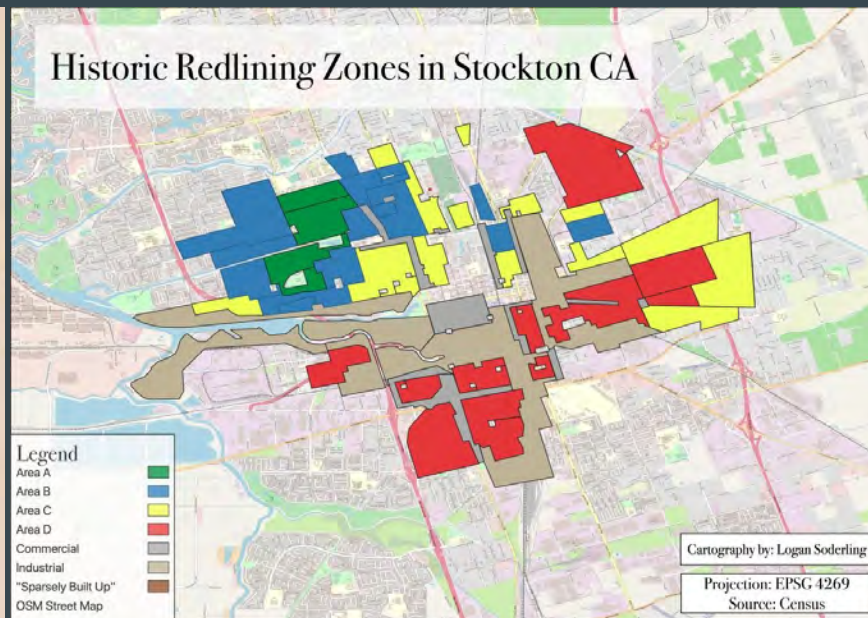 Historic Redlining Zones in Stockton CA
Legend
Area A
Area B
Area C
Area D
Commercial
Industrial
"Sparsely Built Up"
OSM Street Map
Cartography by: Logan Soderling
Projection: EPSG 4269
Source: Census